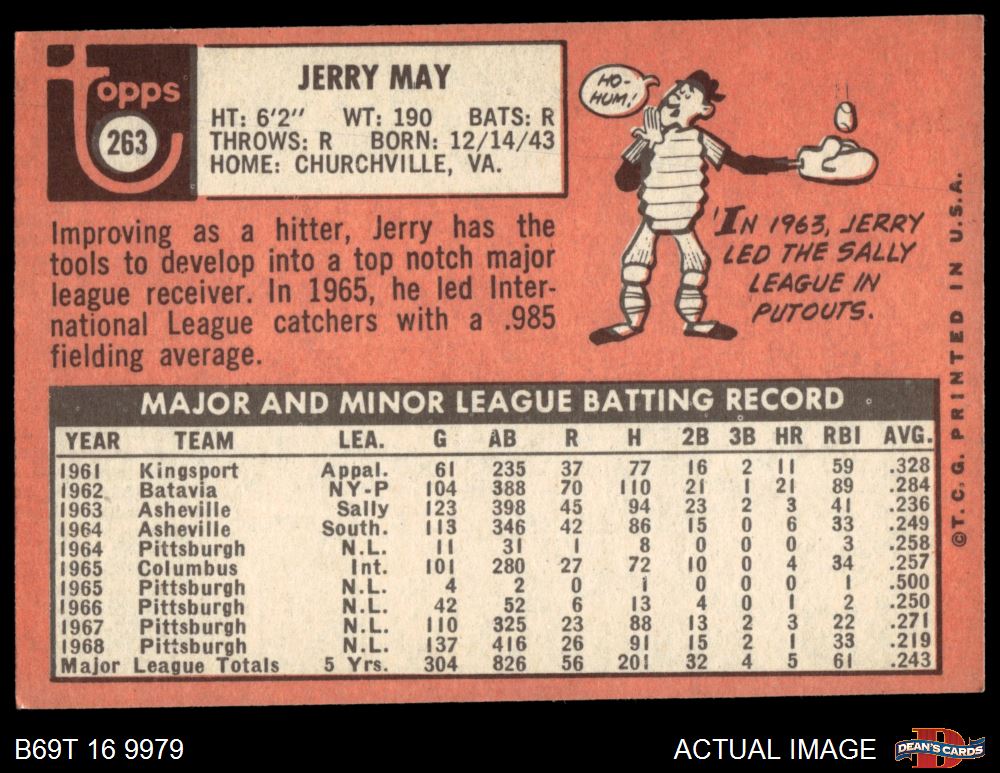 Topps
263
JERRY MAY
HT: 6'2" WT: 190 BATS: R
THROWS: R BORN: 12/14/43
HOME: CHURCHVILLE, VA.
Improving as a hitter, Jerry has the
tools to develop into a top notch major
league receiver. In 1965, he led Inter-
national League catchers with a .985
fielding average.
HO-
HUM!
IN 1963, JERRY
LED THE SALLY
LEAGUE IN
PUTOUTS.
MAJOR AND MINOR LEAGUE BATTING RECORD
YEAR TEAM LEA. G AB R H 2B 3B HR RBI AVG.
1961 Kingsport Appal. 61 235 37 77 16 2 11 59 .328
1962 Batavia NY-P 104 388 70 110 21 1 21 89 .284
1963 Asheville Sally 123 398 45 94 23 2 3 41 .236
1964 Asheville South. 113 346 42 86 15 0 6 33 .249
1964 Pittsburgh N.L. 11 31 1 8 0 0 0 3 .258
1965 Columbus Int. 101 280 27 72 10 0 4 34 .257
1965 Pittsburgh N.L. 4 2 0 1 0 0 0 1 .500
1966 Pittsburgh N.L. 42 52 6 13 4 0 1 2 .250
1967 Pittsburgh N.L. 110 325 23 88 13 2 3 22 .271
1968 Pittsburgh N.L. 137 416 26 91 15 2 1 33 .219
Major League Totals 5 Yrs. 304 826 56 201 32 4 5 61 .243
©T.C.G. PRINTED IN U.S.A.
B69T 16 9979
ACTUAL IMAGE
DEAN'S CARDS